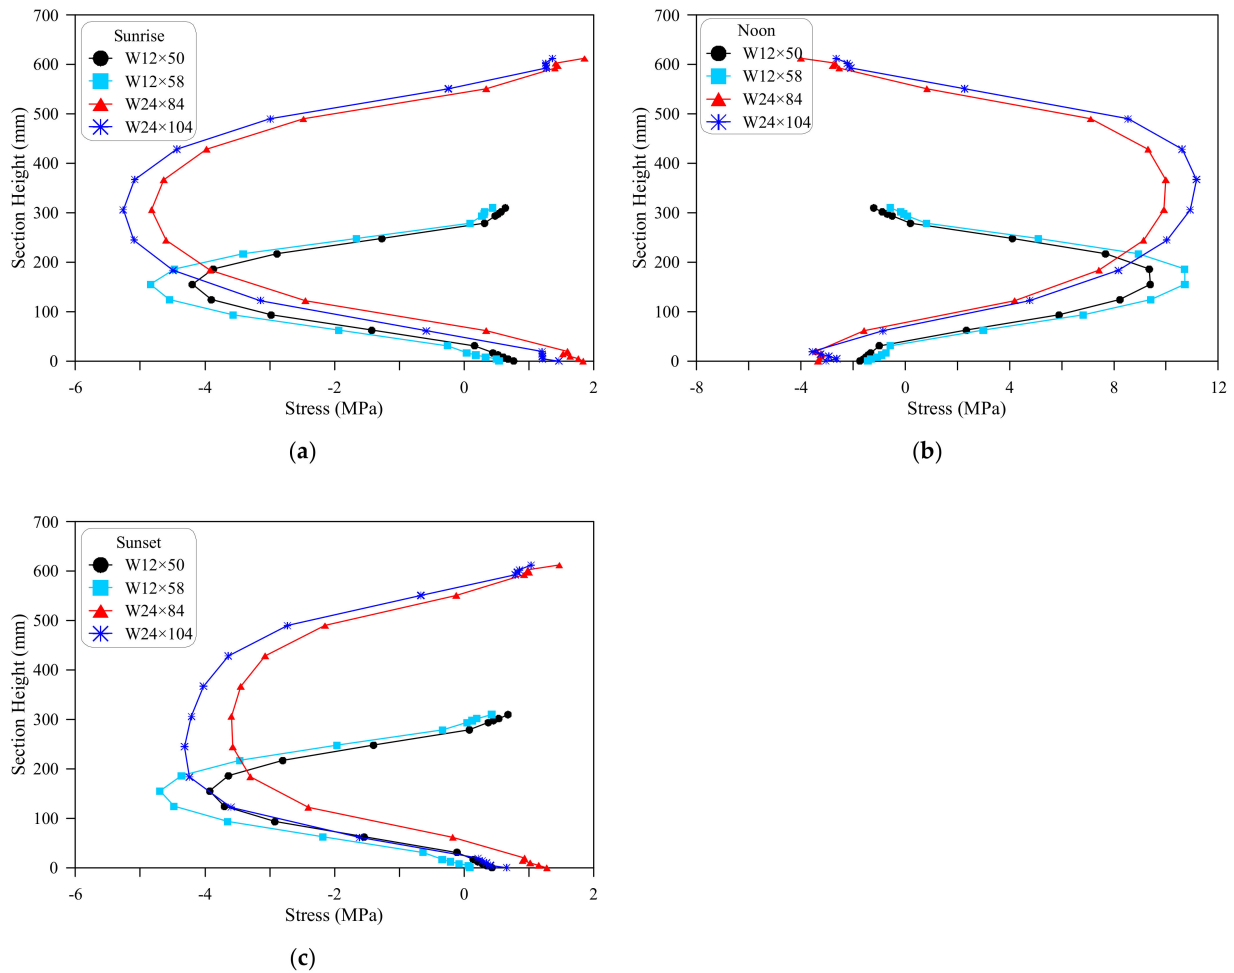 700
600
500
400
300
200
100
0
Section Height (mm)
Sunrise
W12×50
W12×58
W24×84
W24×104
-6
-4
-2
0
2
Stress (MPa)
(a)
700
600
500
400
300
200
100
0
Section Height (mm)
Noon
W12×50
W12×58
W24×84
W24×104
-8
-4
0
4
8
12
Stress (MPa)
(b)
700
600
500
400
300
200
100
0
Section Height (mm)
Sunset
W12×50
W12×58
W24×84
W24×104
-6
-4
-2
0
2
Stress (MPa)
(c)